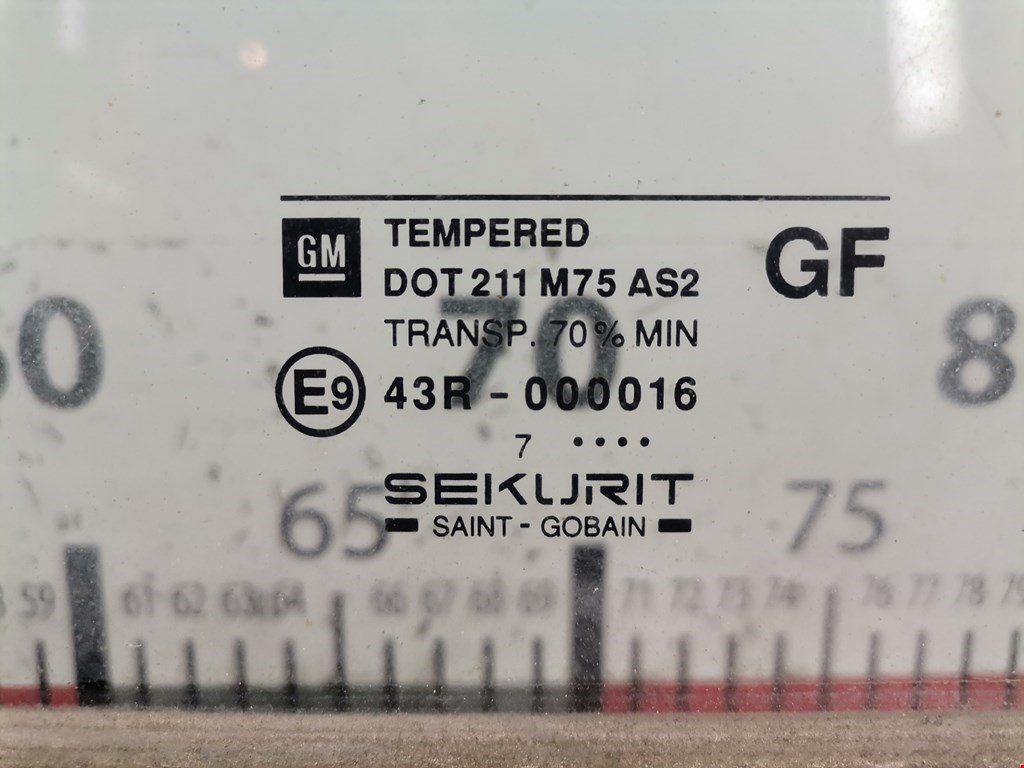 GM
TEMPERED
GF
DOT 211 M75 AS2
TRANSP. 70% MIN
E9
43R - 000016
7 ....
SEKURIT
SAINT - GOBAIN
70
65
75
59 61 62 63 64 66 67 68 69 71 72 73 74 76 77 78 79